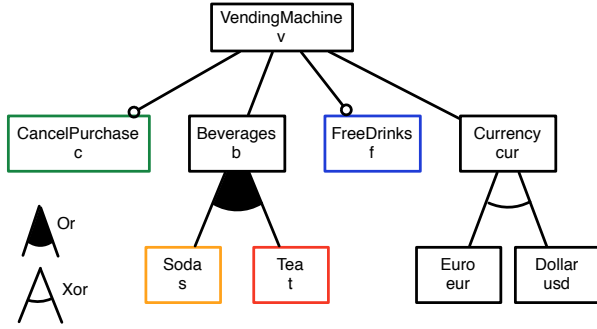 VendingMachine
v
CancelPurchase
c
Beverages
b
FreeDrinks
f
Currency
cur
Or
Xor
Soda
s
Tea
t
Euro
eur
Dollar
usd